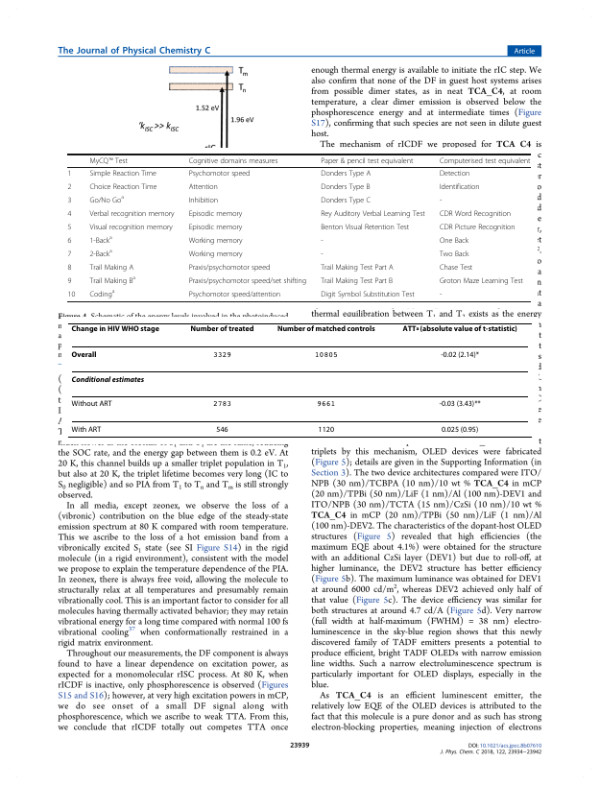 The Journal of Physical Chemistry C
Article
Tm
Tn
1.52 eV
1.96 eV
'kISC >> kISC
enough thermal energy is available to initiate the rIC step. We
also confirm that none of the DF in guest host systems arises
from possible dimer states, as in neat TCA_C4, at room
temperature, a clear dimer emission is observed below the
phosphorescence energy and at intermediate times (Figure
S17), confirming that such species are not seen in dilute guest
host.
The mechanism of rICDF we proposed for TCA C4 is
MyCQ™ Test Cognitive domains measures Paper & pencil test equivalent Computerised test equivalent
1 Simple Reaction Time Psychomotor speed Donders Type A Detection
2 Choice Reaction Time Attention Donders Type B Identification
3 Go/No Goa Inhibition Donders Type C -
4 Verbal recognition memory Episodic memory Rey Auditory Verbal Learning Test CDR Word Recognition
5 Visual recognition memory Episodic memory Benton Visual Retention Test CDR Picture Recognition
6 1-Backa Working memory - One Back
7 2-Backa Working memory - Two Back
8 Trail Making A Praxis/psychomotor speed Trail Making Test Part A Chase Test
9 Trail Making Ba Praxis/psychomotor speed/set shifting Trail Making Test Part B Groton Maze Learning Test
10 Codinga Psychomotor speed/attention Digit Symbol Substitution Test -
Figure 4. Schematic of the energy levels involved in the photoinduced
thermal equilibration between T1 and T2 exists as the energy
Change in HIV WHO stage Number of treated Number of matched controls ATT+(absolute value of t-statistic)
Overall 3329 10805 -0.02 (2.14)*
Conditional estimates
Without ART 2783 9661 -0.03 (3.43)**
With ART 546 1120 0.025 (0.95)
the SOC rate, and the energy gap between them is 0.2 eV. At
20 K, this channel builds up a smaller triplet population in T1,
but also at 20 K, the triplet lifetime becomes very long (IC to
S0 negligible) and so PIA from T1 to Tn and Tm is still strongly
observed.
In all media, except zeonex, we observe the loss of a
(vibronic) contribution on the blue edge of the steady-state
emission spectrum at 80 K compared with room temperature.
This we ascribe to the loss of a hot emission band from a
vibronically excited S1 state (see SI Figure S14) in the rigid
molecule (in a rigid environment), consistent with the model
we propose to explain the temperature dependence of the PIA.
In zeonex, there is always free void, allowing the molecule to
structurally relax at all temperatures and presumably remain
vibrationally cool. This is an important factor to consider for all
molecules having thermally activated behavior; they may retain
vibrational energy for a long time compared with normal 100 fs
vibrational cooling37 when conformationally restrained in a
rigid matrix environment.
Throughout our measurements, the DF component is always
found to have a linear dependence on excitation power, as
expected for a monomolecular rISC process. At 80 K, when
rICDF is inactive, only phosphorescence is observed (Figures
S15 and S16); however, at very high excitation powers in mCP,
we do see onset of a small DF signal along with
phosphorescence, which we ascribe to weak TTA. From this,
we conclude that rICDF totally out competes TTA once
triplets by this mechanism, OLED devices were fabricated
(Figure 5); details are given in the Supporting Information (in
Section 3). The two device architectures compared were ITO/
NPB (30 nm)/TCBPA (10 nm)/10 wt % TCA_C4 in mCP
(20 nm)/TPBi (50 nm)/LiF (1 nm)/Al (100 nm)-DEV1 and
ITO/NPB (30 nm)/TCTA (15 nm)/CzSi (10 nm)/10 wt %
TCA_C4 in mCP (20 nm)/TPBi (50 nm)/LiF (1 nm)/Al
(100 nm)-DEV2. The characteristics of the dopant-host OLED
structures (Figure 5) revealed that high efficiencies (the
maximum EQE about 4.1%) were obtained for the structure
with an additional CzSi layer (DEV1) but due to roll-off, at
higher luminance, the DEV2 structure has better efficiency
(Figure 5b). The maximum luminance was obtained for DEV1
at around 6000 cd/m2, whereas DEV2 achieved only half of
that value (Figure 5c). The device efficiency was similar for
both structures at around 4.7 cd/A (Figure 5d). Very narrow
(full width at half-maximum (FWHM) = 38 nm) electro-
luminescence in the sky-blue region shows that this newly
discovered family of TADF emitters presents a potential to
produce efficient, bright TADF OLEDs with narrow emission
line widths. Such a narrow electroluminescence spectrum is
particularly important for OLED displays, especially in the
blue.
As TCA_C4 is an efficient luminescent emitter, the
relatively low EQE of the OLED devices is attributed to the
fact that this molecule is a pure donor and as such has strong
electron-blocking properties, meaning injection of electrons
23939
DOI: 10.1021/acs.jpcc.8b07610
J. Phys. Chem. C 2018, 122, 23934−23942